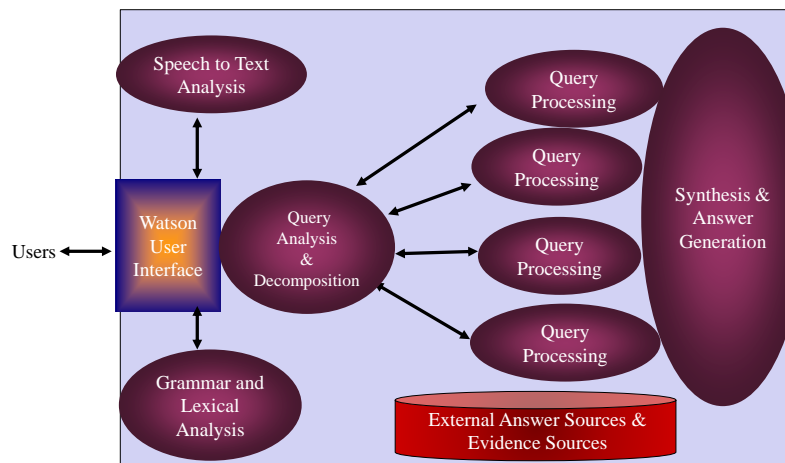 Speech to Text
Analysis
Users
Watson
User
Interface
Grammar and
Lexical
Analysis
Query
Analysis
&
Decomposition
Query
Processing
Query
Processing
Query
Processing
Query
Processing
Synthesis &
Answer
Generation
External Answer Sources &
Evidence Sources